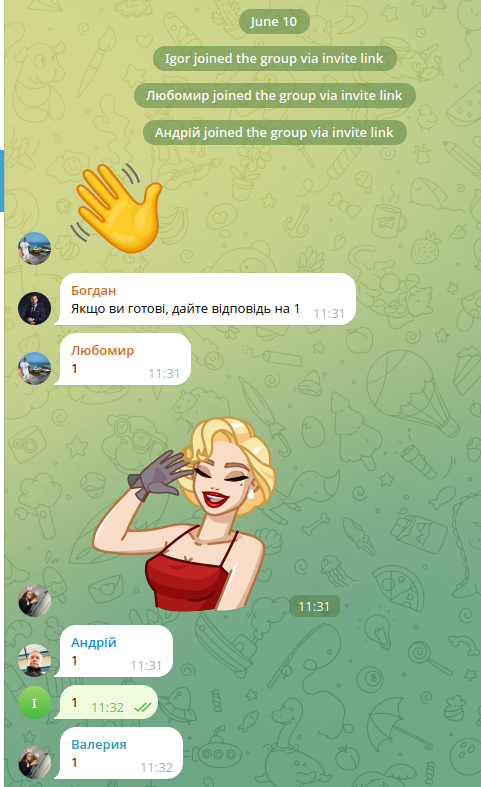 June 10
Igor joined the group via invite link
Любомир joined the group via invite link
Андрій joined the group via invite link
Богдан
Якщо ви готові, дайте відповідь на 1 11:31
Любомир
1 11:31
11:31
Андрій
1 11:31
I 1 11:32
Валерия
1 11:32